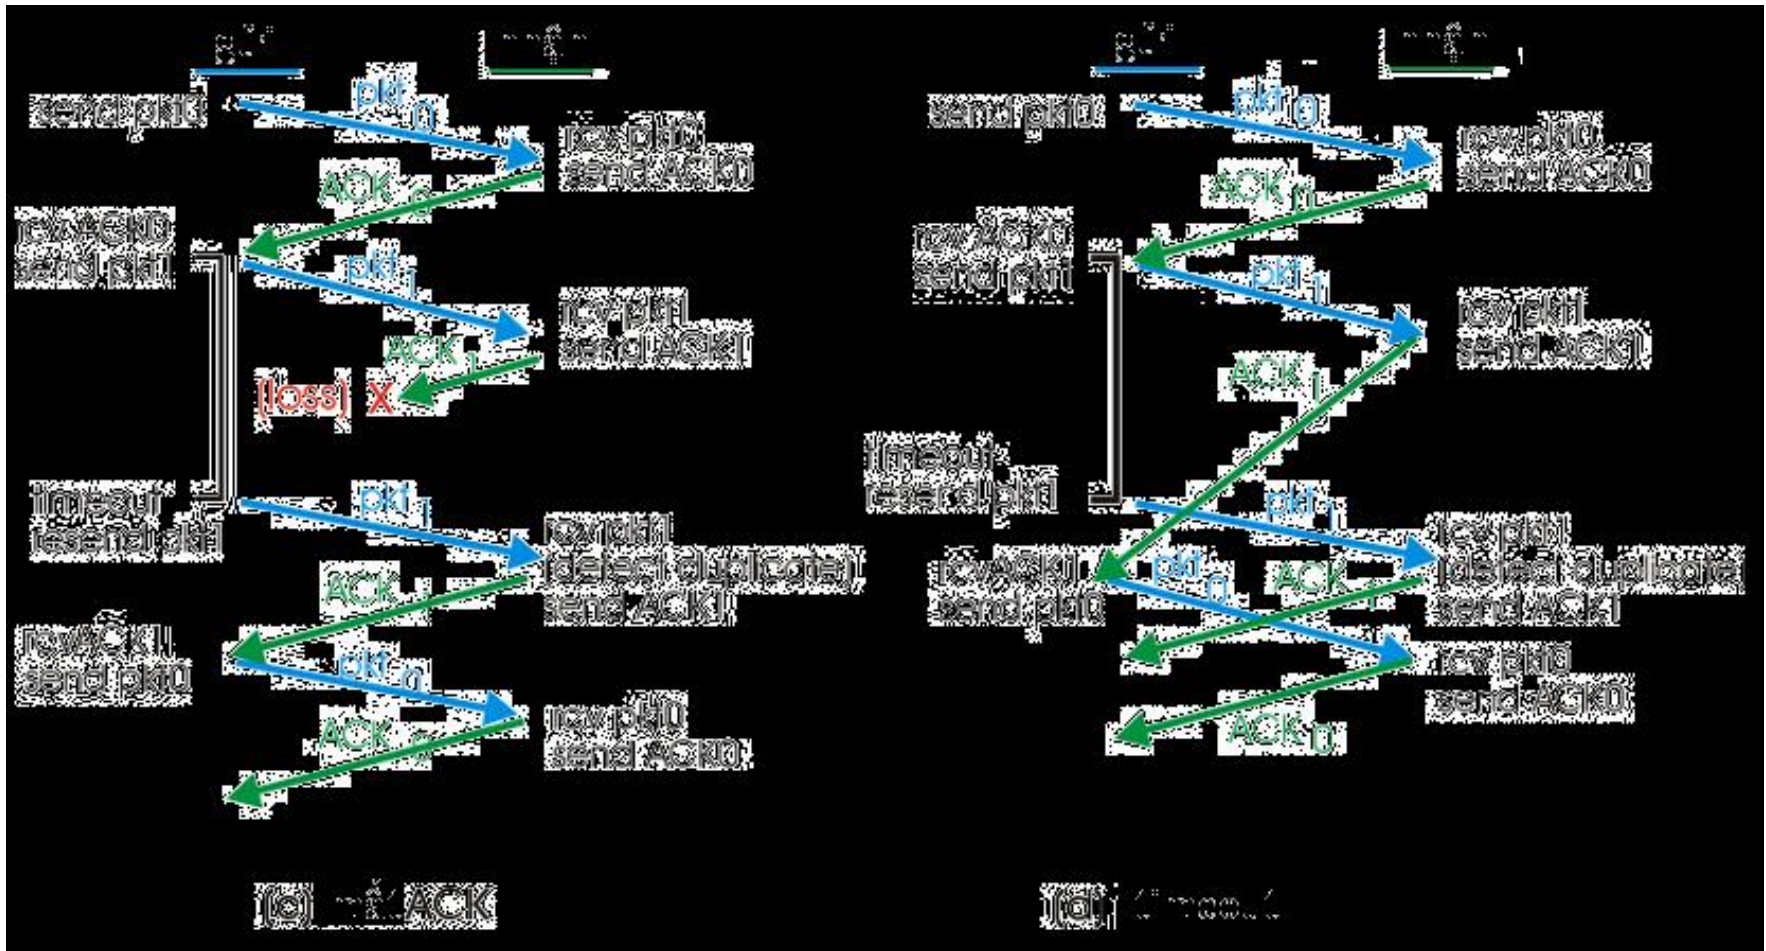 send pkt0
pkt 0
rcv pkt0
send ACK0
ACK 0
rcv ACK0
send pkt1
pkt 1
rcv pkt1
send ACK1
ACK 1
(loss) X
timeout
resend pkt1
pkt 1
rcv pkt1
(detect duplicate)
send ACK1
ACK
rcv ACK1
send pkt0
pkt 0
rcv pkt0
send ACK0
ACK 0
(c) ACK
send pkt0
pkt 0
rcv pkt0
send ACK0
ACK 0
rcv ACK0
send pkt1
pkt 1
rcv pkt1
send ACK1
ACK 1
timeout
resend pkt1
pkt 1
rcv pkt1
(detect duplicate
send ACK1
rcv ACK1
send pkt0
pkt 0
ACK 1
rcv pkt0
send ACK0
ACK 0
(d)